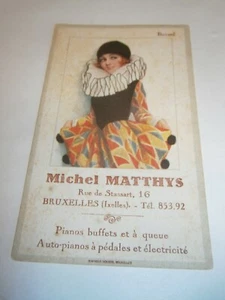 Michel MATTHYS
Rue de Stassart, 16
BRUXELLES (Ixelles). - Tél. 853.92
Pianos buffets et à queue
Auto-pianos à pédales et électricité